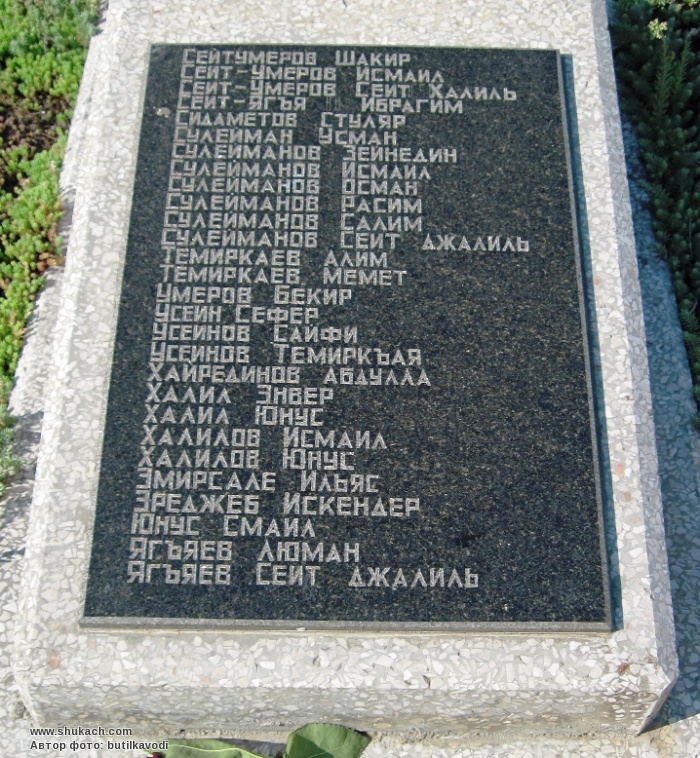 СЕЙТУМЕРОВ ШАКИР
СЕИТ-УМЕРОВ ИСМАИЛ
СЕИТ-УМЕРОВ СЕИТ ХАЛИЛЬ
СЕИТ-ЯГЪЯ ИБРАГИМ
СИДАМЕТОВ СТУЛЯР
СУЛЕЙМАН УСМАН
СУЛЕЙМАНОВ ЗЕЙНЕДИН
СУЛЕЙМАНОВ ИСМАИЛ
СУЛЕЙМАНОВ ОСМАН
СУЛЕЙМАНОВ РАСИМ
СУЛЕЙМАНОВ САЛИМ
СУЛЕЙМАНОВ СЕИТ ДЖАЛИЛЬ
ТЕМИРКАЕВ АЛИМ
ТЕМИРКАЕВ МЕМЕТ
УМЕРОВ БЕКИР
УСЕИН СЕФЕР
УСЕИНОВ САЙФИ
УСЕИНОВ ТЕМИРКЪАЯ
ХАЙРЕДИНОВ АБДУЛЛА
ХАЛИЛ ЭНВЕР
ХАЛИЛ ЮНУС
ХАЛИЛОВ ИСМАИЛ
ХАЛИЛОВ ЮНУС
ЭМИРСАЛЕ ИЛЬЯС
ЭРЕДЖЕБ ИСКЕНДЕР
ЮНУС СМАИЛ
ЯГЪЯЕВ ЛЮМАН
ЯГЪЯЕВ СЕИТ ДЖАЛИЛЬ
www.shukach.com
Автор фото: butilkavodi